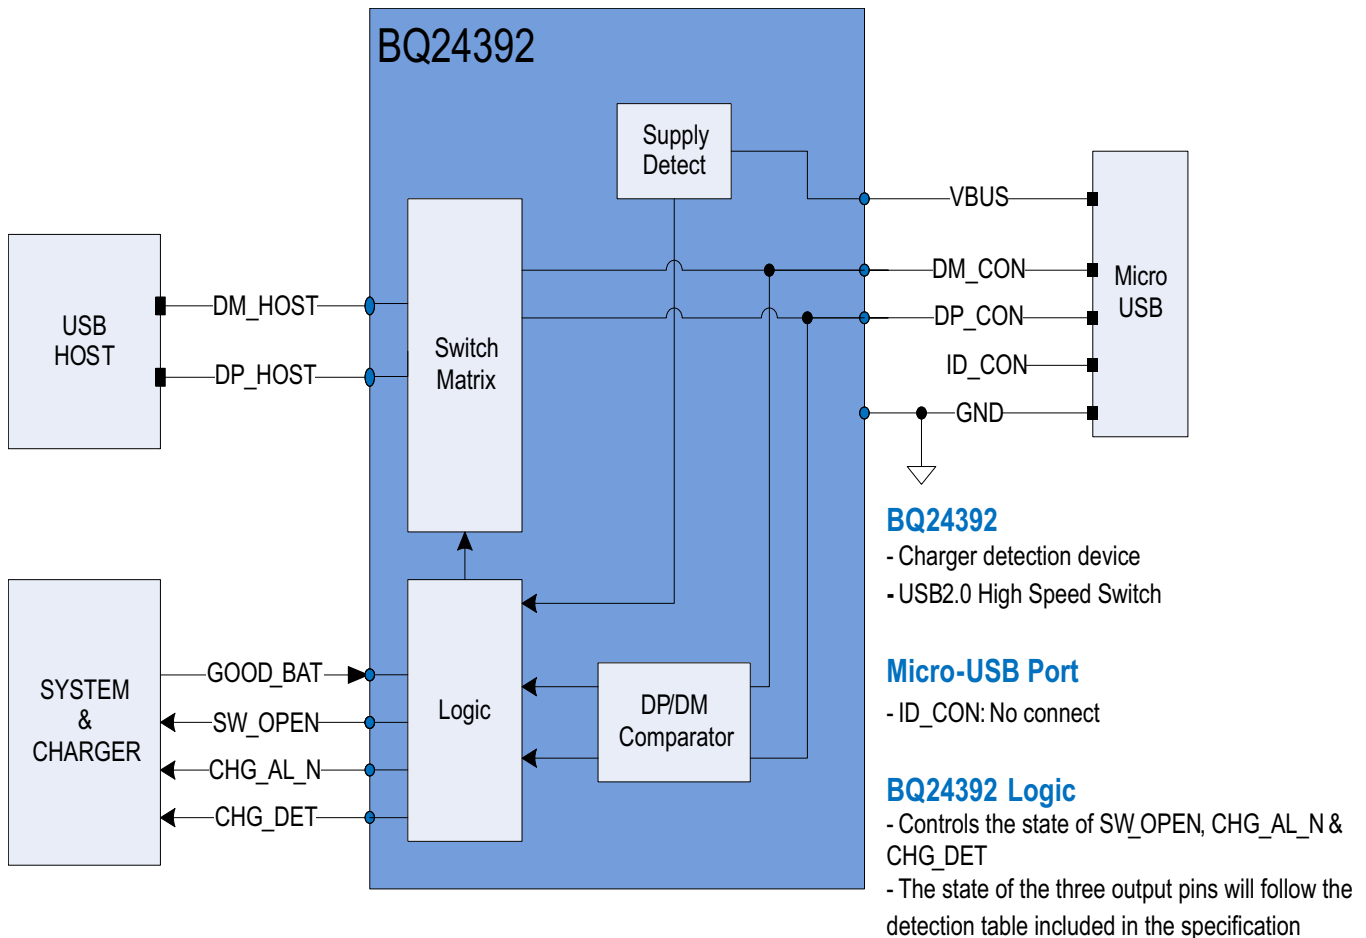 BQ24392
Supply
Detect
VBUS
DM_CON
DP_CON
ID_CON
GND
Micro
USB
USB
HOST
DM_HOST
DP_HOST
Switch
Matrix
SYSTEM
&
CHARGER
GOOD_BAT
SW_OPEN
CHG_AL_N
CHG_DET
Logic
DP/DM
Comparator
BQ24392
- Charger detection device
- USB2.0 High Speed Switch
Micro-USB Port
- ID_CON: No connect
BQ24392 Logic
- Controls the state of SW_OPEN, CHG_AL_N &
CHG_DET
- The state of the three output pins will follow the
detection table included in the specification